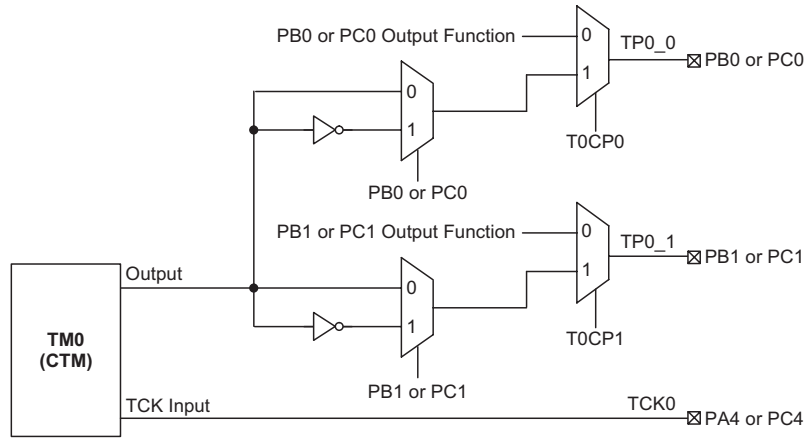 PB0 or PC0 Output Function
0
TP0_0
PB0 or PC0
1
0
1
T0CP0
PB0 or PC0
PB1 or PC1 Output Function
0
TP0_1
PB1 or PC1
1
Output
0
1
T0CP1
TM0
(CTM)
PB1 or PC1
TCK Input
TCK0
PA4 or PC4